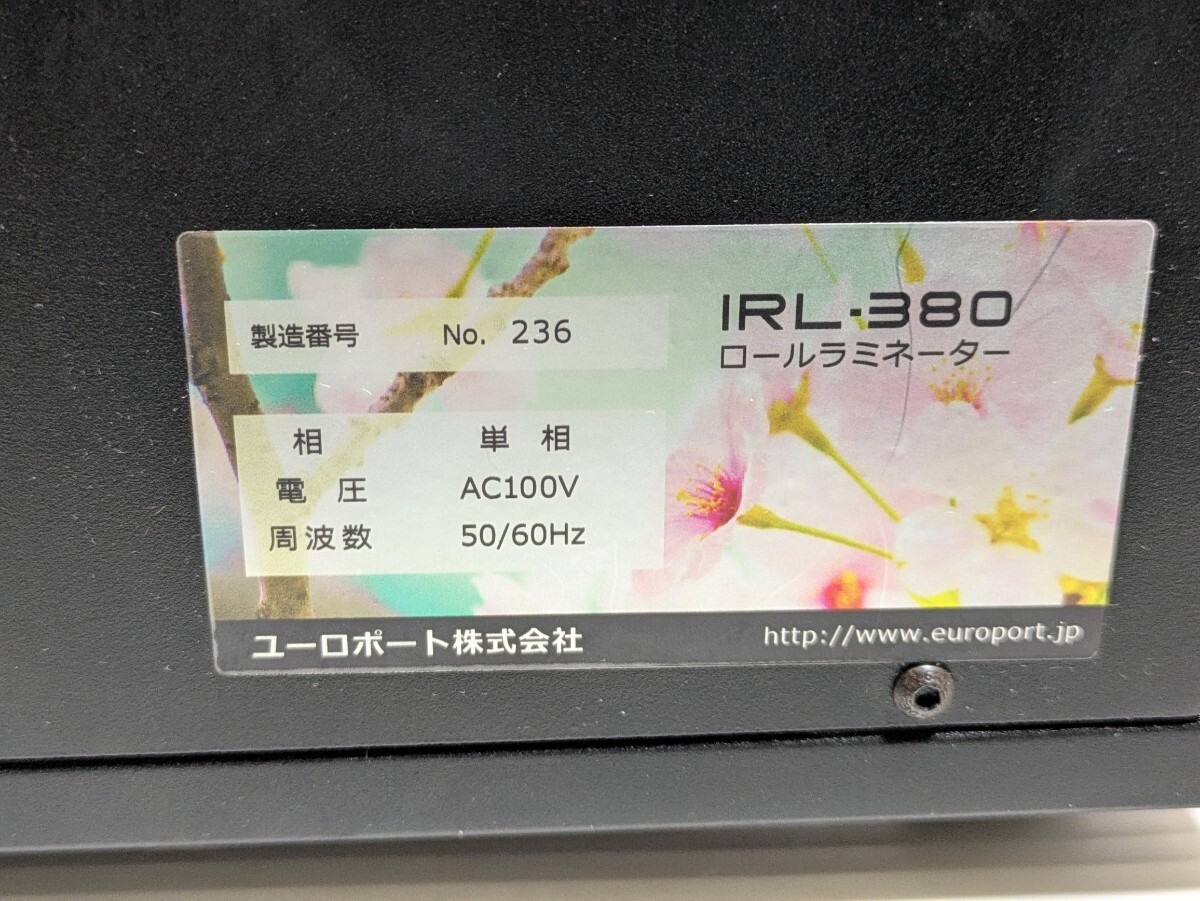 製造番号 No. 236
IRL-380
ロールラミネーター
相 単 相
電 圧 AC100V
周波数 50/60Hz
ユーロポート株式会社 http://www.europort.jp